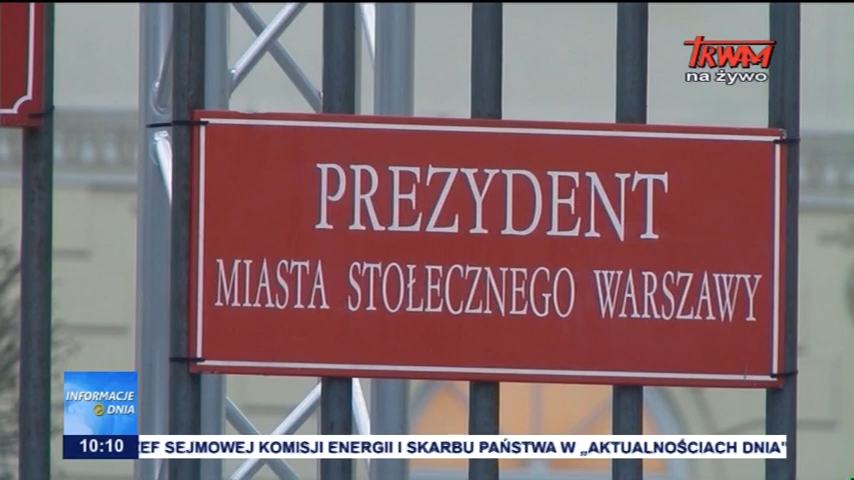 TRWAM
na żywo
PREZYDENT
MIASTA STOŁECZNEGO WARSZAWY
INFORMACJE
DNIA
10:10
EF SEJMOWEJ KOMISJI ENERGII I SKARBU PAŃSTWA W „AKTUALNOŚCIACH DNIA"